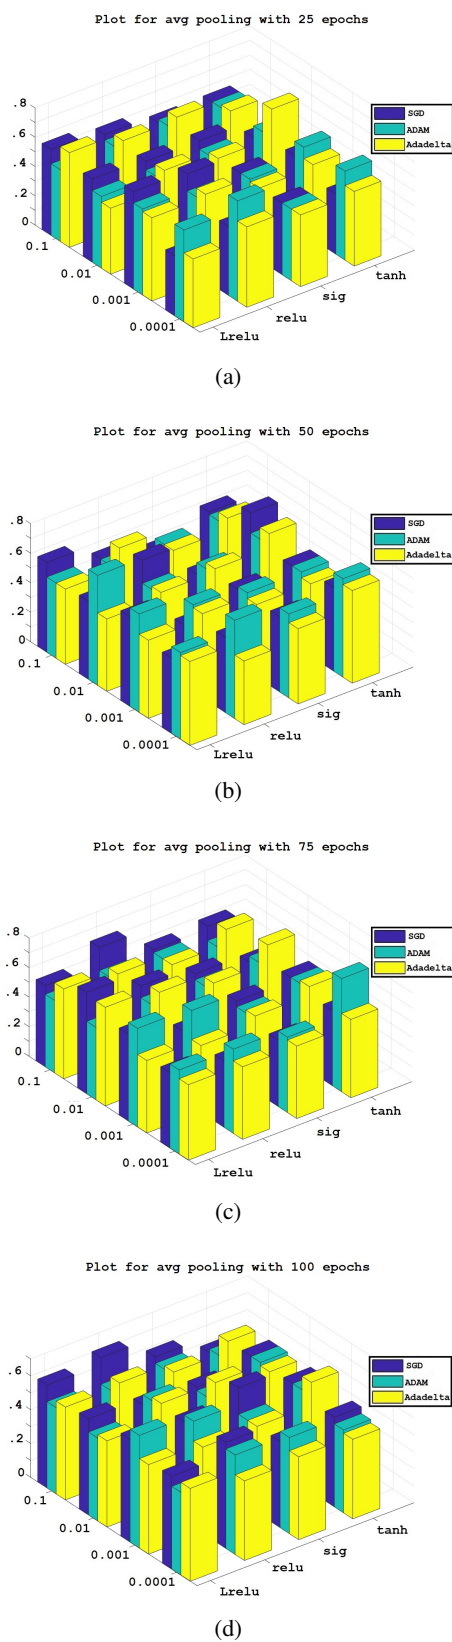 Plot for avg pooling with 25 epochs
.8
.6
.4
.2
0
0.1
0.01
0.001
0.0001
Lrelu
relu
sig
tanh
SGD
ADAM
Adadelta
(a)
Plot for avg pooling with 50 epochs
.8
.6
.4
.2
0
0.1
0.01
0.001
0.0001
Lrelu
relu
sig
tanh
SGD
ADAM
Adadelta
(b)
Plot for avg pooling with 75 epochs
.8
.6
.4
.2
0
0.1
0.01
0.001
0.0001
Lrelu
relu
sig
tanh
SGD
ADAM
Adadelta
(c)
Plot for avg pooling with 100 epochs
.6
.4
.2
0
0.1
0.01
0.001
0.0001
Lrelu
relu
sig
tanh
SGD
ADAM
Adadelta
(d)